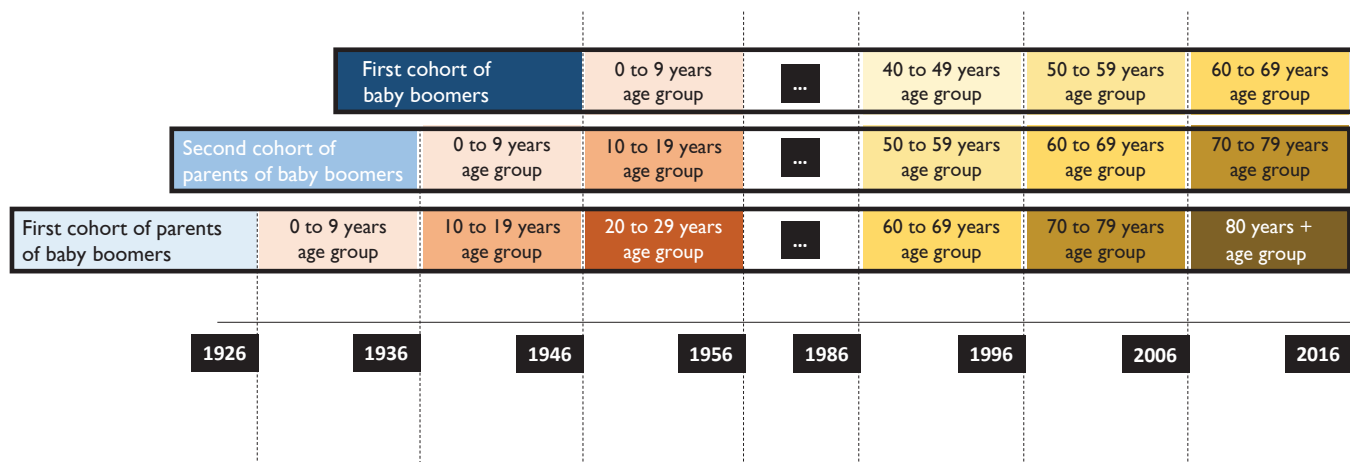 First cohort of
baby boomers
0 to 9 years
age group
...
40 to 49 years
age group
50 to 59 years
age group
60 to 69 years
age group
Second cohort of
parents of baby boomers
0 to 9 years
age group
10 to 19 years
age group
...
50 to 59 years
age group
60 to 69 years
age group
70 to 79 years
age group
First cohort of parents
of baby boomers
0 to 9 years
age group
10 to 19 years
age group
20 to 29 years
age group
...
60 to 69 years
age group
70 to 79 years
age group
80 years +
age group
1926
1936
1946
1956
1986
1996
2006
2016